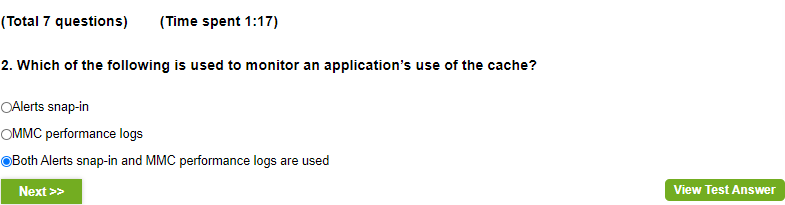 (Total 7 questions) (Time spent 1:17)
2. Which of the following is used to monitor an application's use of the cache?
Alerts snap-in
MMC performance logs
Both Alerts snap-in and MMC performance logs are used
Next >> View Test Answer